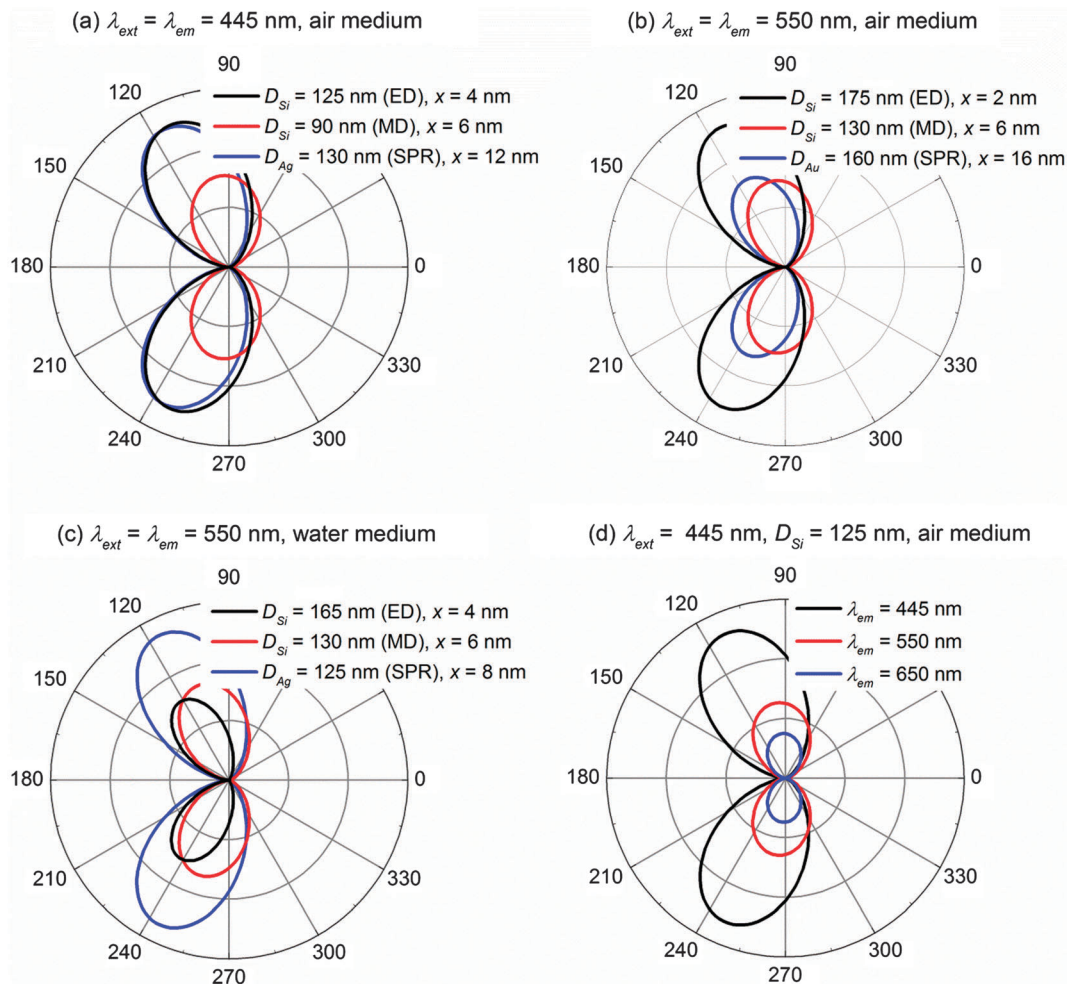 (a) λext = λem = 445 nm, air medium
90
120
DSi = 125 nm (ED), x = 4 nm
DSi = 90 nm (MD), x = 6 nm
DAg = 130 nm (SPR), x = 12 nm
150
180
0
210
330
240
300
270
(b) λext = λem = 550 nm, air medium
90
120
DSi = 175 nm (ED), x = 2 nm
DSi = 130 nm (MD), x = 6 nm
DAu = 160 nm (SPR), x = 16 nm
150
180
0
210
330
240
300
270
(c) λext = λem = 550 nm, water medium
90
120
DSi = 165 nm (ED), x = 4 nm
DSi = 130 nm (MD), x = 6 nm
DAg = 125 nm (SPR), x = 8 nm
150
180
0
210
330
240
300
270
(d) λext = 445 nm, DSi = 125 nm, air medium
90
120
λem = 445 nm
λem = 550 nm
λem = 650 nm
150
180
0
210
330
240
300
270